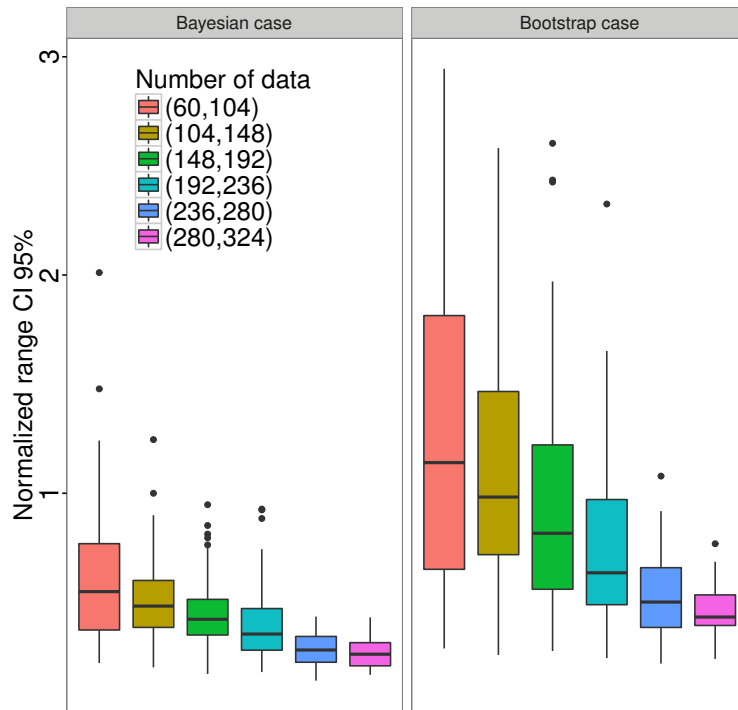 Bayesian case
Bootstrap case
Normalized range CI 95%
3
2
1
Number of data
(60,104)
(104,148)
(148,192)
(192,236)
(236,280)
(280,324)